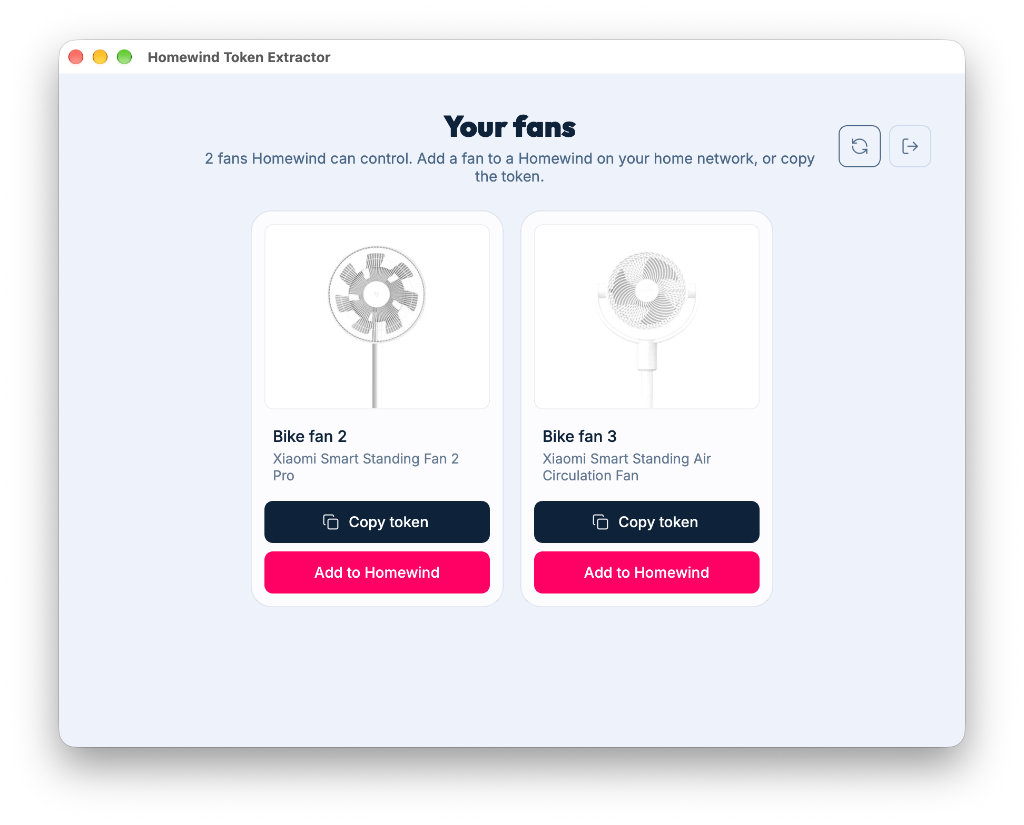 Homewind Token Extractor
Your fans
2 fans Homewind can control. Add a fan to a Homewind on your home network, or copy
the token.
Bike fan 2
Xiaomi Smart Standing Fan 2
Pro
Copy token
Add to Homewind
Bike fan 3
Xiaomi Smart Standing Air
Circulation Fan
Copy token
Add to Homewind